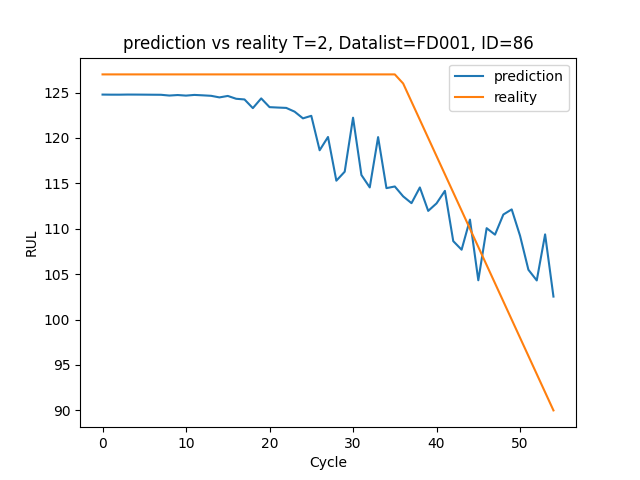 prediction vs reality T=2, Datalist=FD001, ID=86
prediction
reality
125
120
115
110
105
100
95
90
RUL
0 10 20 30 40 50
Cycle